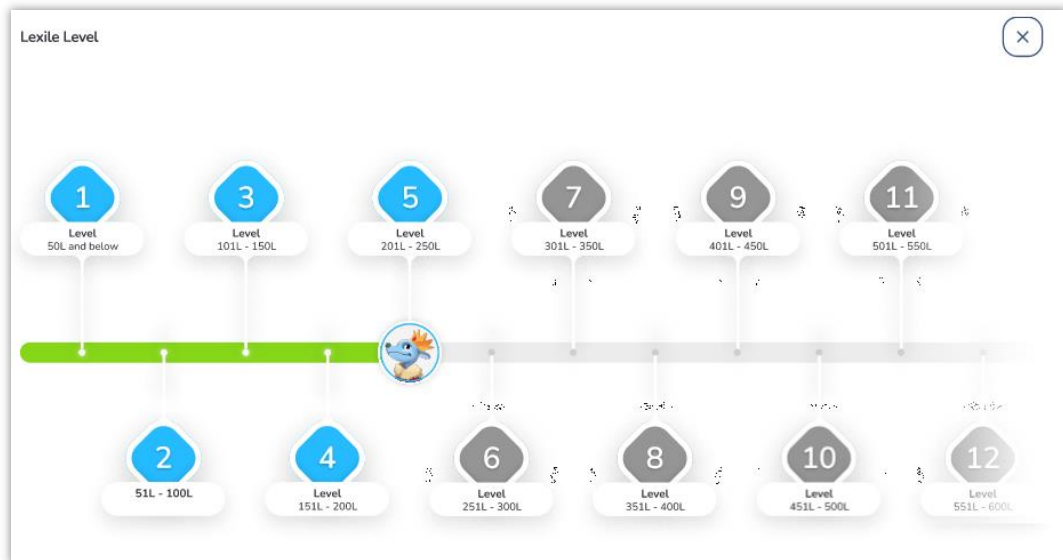 Lexile Level
1
Level
50L and below
2
51L - 100L
3
Level
101L - 150L
4
Level
151L - 200L
5
Level
201L - 250L
6
Level
251L - 300L
7
Level
301L - 350L
8
Level
351L - 400L
9
Level
401L - 450L
10
Level
451L - 500L
11
Level
501L - 550L
12
Level
551L - 600L